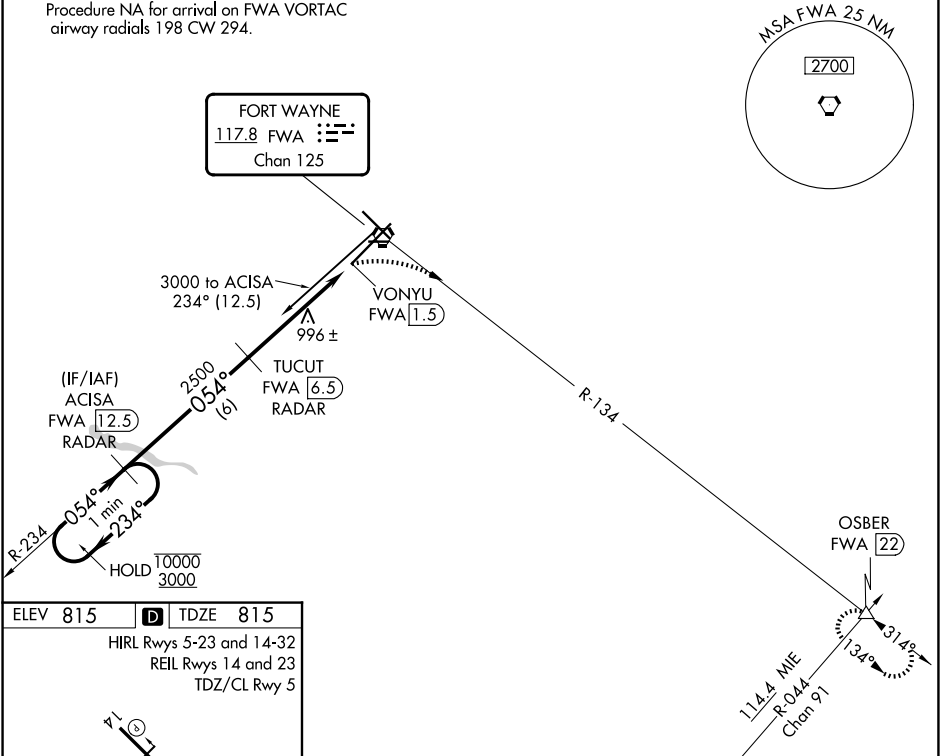 Procedure NA for arrival on FWA VORTAC
airway radials 198 CW 294.
MSA FWA 25 NM
2700
FORT WAYNE
117.8 FWA
Chan 125
3000 to ACISA
234° (12.5)
VONYU
FWA 1.5
996 ±
TUCUT
FWA 6.5
RADAR
2500
054°
(6)
(IF/IAF)
ACISA
FWA 12.5
RADAR
R-134
054°
1 min
234°
R-234
HOLD 10000
3000
OSBER
FWA 22
314°
134°
114.4 MIE
R-044
Chan 91
ELEV 815 D TDZE 815
HIRL Rwys 5-23 and 14-32
REIL Rwys 14 and 23
TDZ/CL Rwy 5
14
P